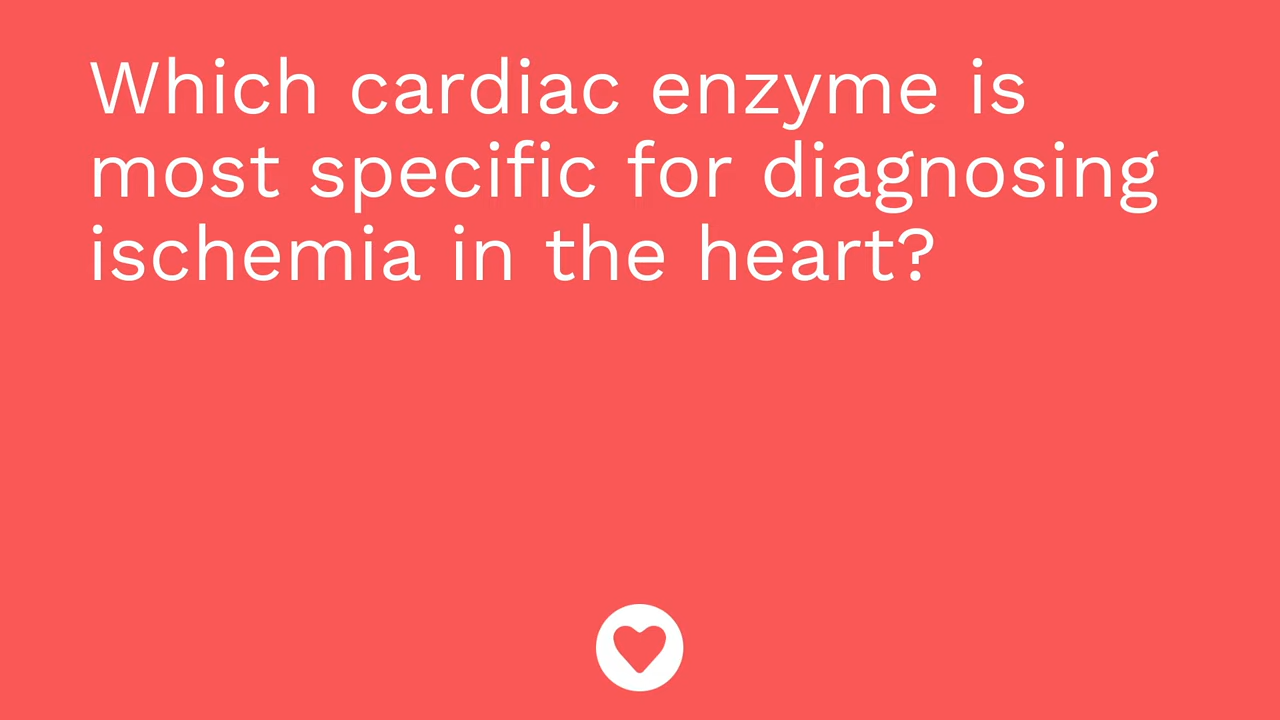 Which cardiac enzyme is
most specific for diagnosing
ischemia in the heart?